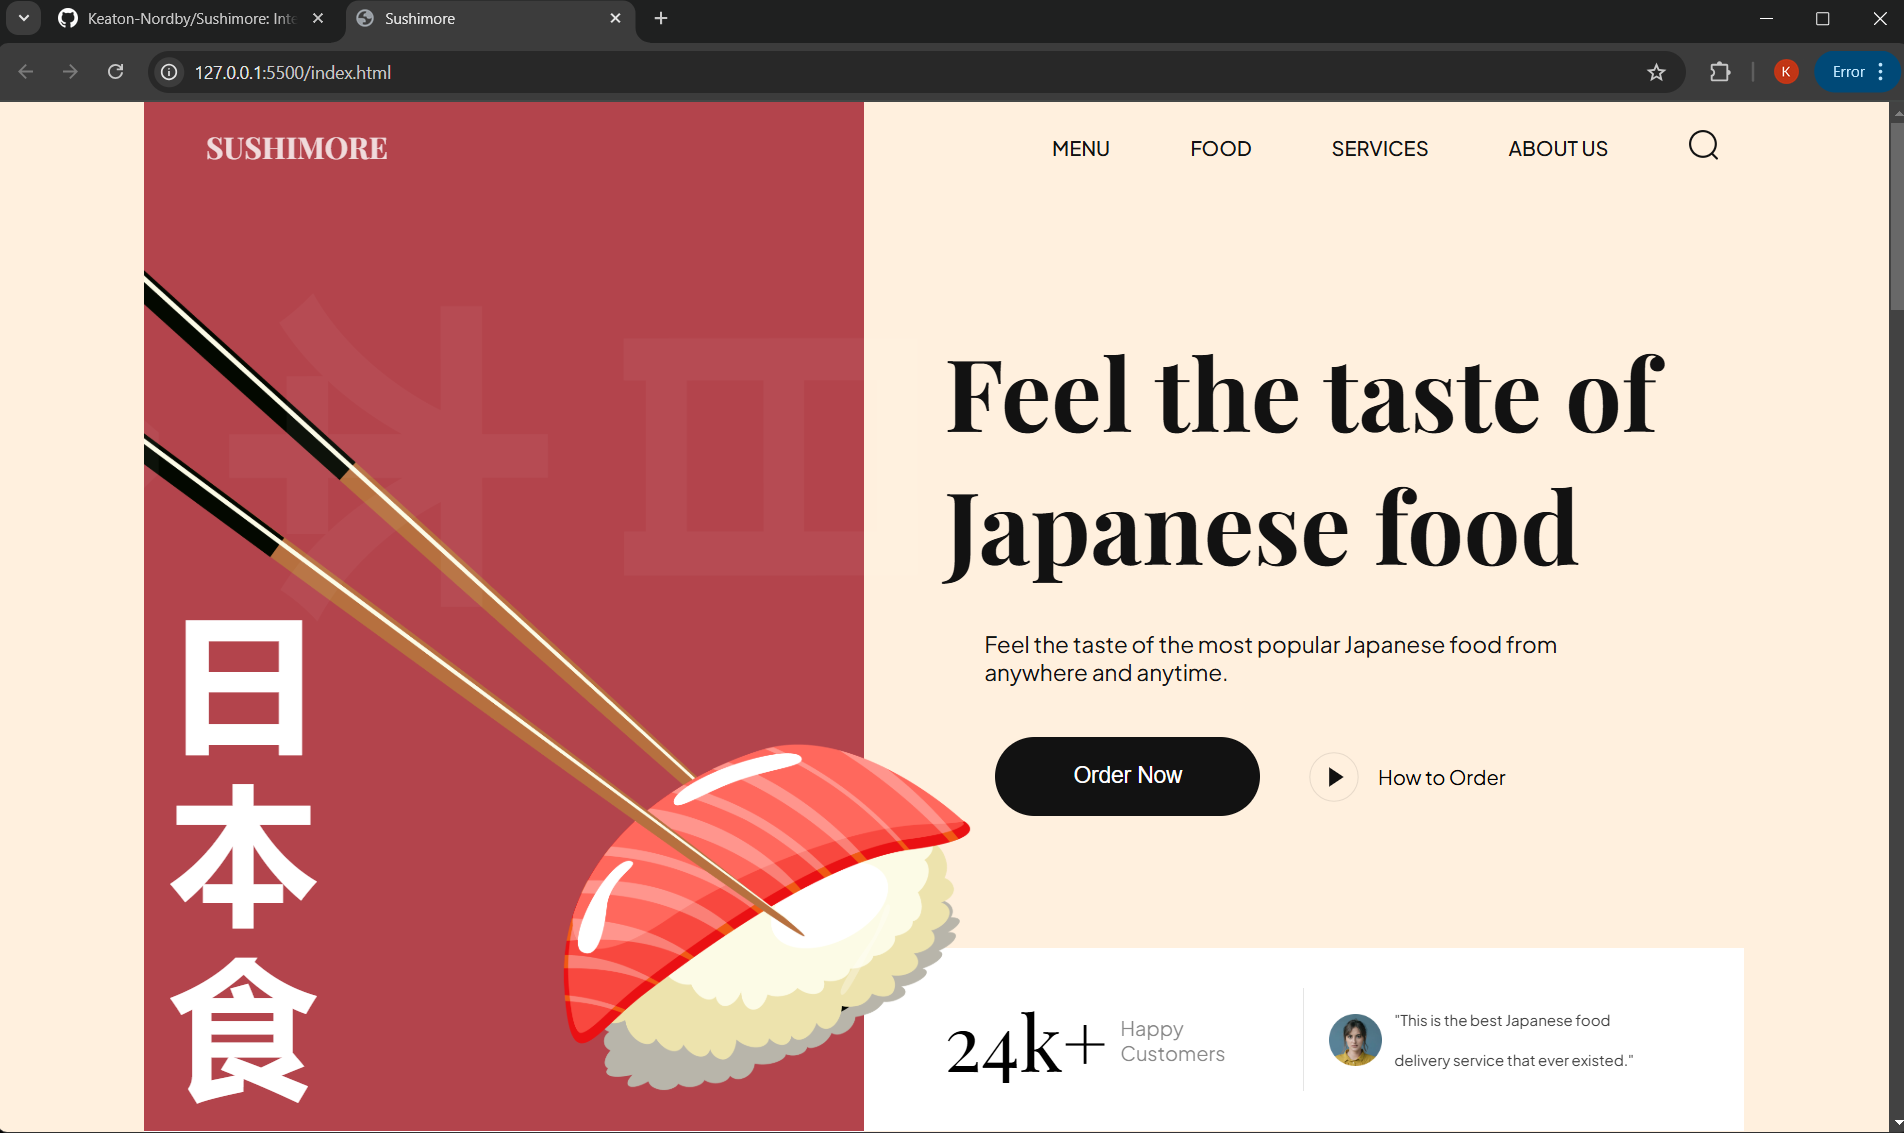 Keaton-Nordby/Sushimore: Inte
Sushimore
127.0.0.1:5500/index.html
K
Error
SUSHIMORE
MENU
FOOD
SERVICES
ABOUT US
Feel the taste of
Japanese food
Feel the taste of the most popular Japanese food from
anywhere and anytime.
Order Now
How to Order
日
本
食
24k+
Happy
Customers
"This is the best Japanese food
delivery service that ever existed."